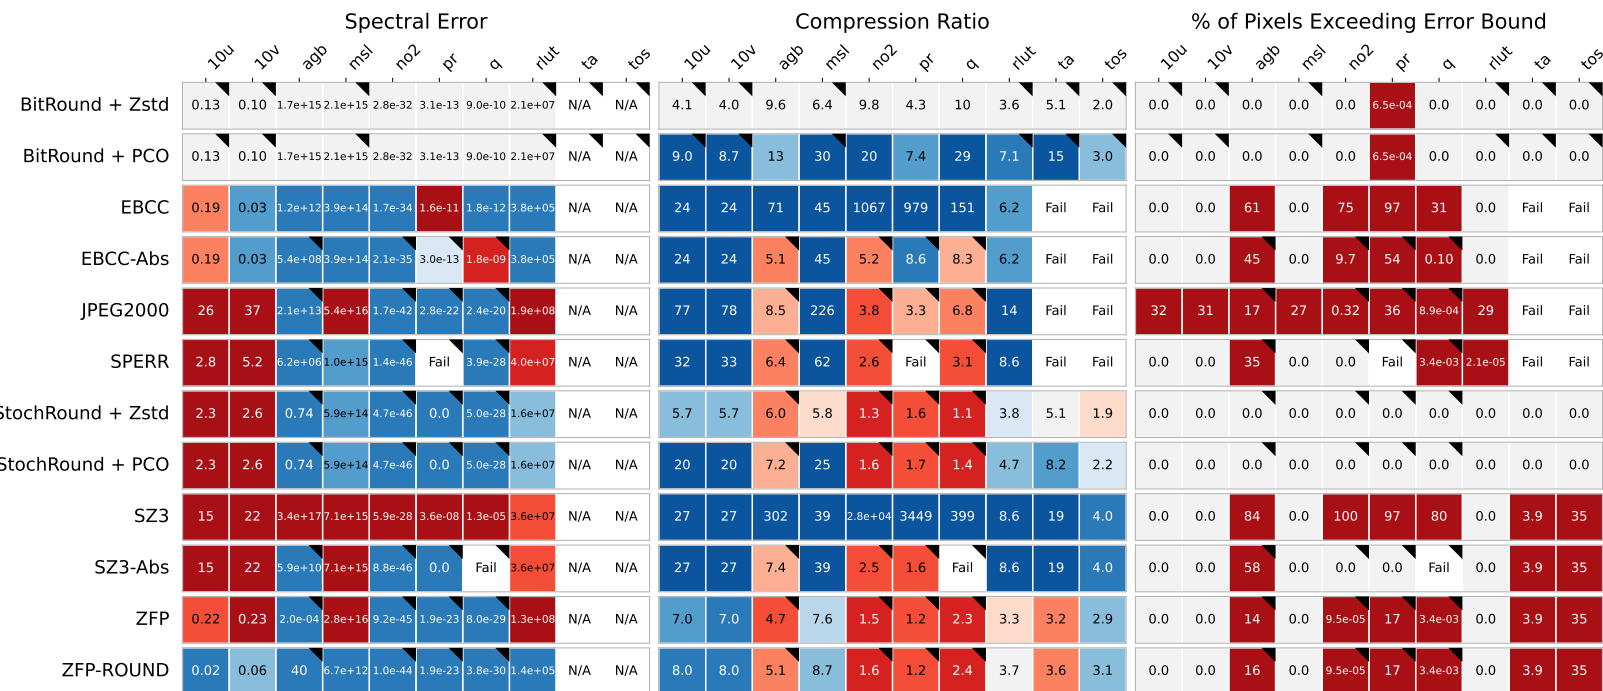 Spectral Error Compression Ratio % of Pixels Exceeding Error Bound
10u 10v agb msl no2 pr q rlut ta tos 10u 10v agb msl no2 pr q rlut ta tos 10u 10v agb msl no2 pr q rlut ta tos
BitRound + Zstd 0.13 0.10 1.7e+15 2.1e+15 2.8e-32 3.1e-13 9.0e-10 2.1e+07 N/A N/A 4.1 4.0 9.6 6.4 9.8 4.3 10 3.6 5.1 2.0 0.0 0.0 0.0 0.0 0.0 6.5e-04 0.0 0.0 0.0 0.0
BitRound + PCO 0.13 0.10 1.7e+15 2.1e+15 2.8e-32 3.1e-13 9.0e-10 2.1e+07 N/A N/A 9.0 8.7 13 30 20 7.4 29 7.1 15 3.0 0.0 0.0 0.0 0.0 0.0 6.5e-04 0.0 0.0 0.0 0.0
EBCC 0.19 0.03 1.2e+12 3.9e+14 1.7e-34 1.6e-11 1.8e-12 3.8e+05 N/A N/A 24 24 71 45 1067 979 151 6.2 Fail Fail 0.0 0.0 61 0.0 75 97 31 0.0 Fail Fail
EBCC-Abs 0.19 0.03 5.4e+08 3.9e+14 2.1e-35 3.0e-13 1.8e-09 3.8e+05 N/A N/A 24 24 5.1 45 5.2 8.6 8.3 6.2 Fail Fail 0.0 0.0 45 0.0 9.7 54 0.10 0.0 Fail Fail
JPEG2000 26 37 2.1e+13 5.4e+16 1.7e-42 2.8e-22 2.4e-20 1.9e+08 N/A N/A 77 78 8.5 226 3.8 3.3 6.8 14 Fail Fail 32 31 17 27 0.32 36 8.9e-04 29 Fail Fail
SPERR 2.8 5.2 6.2e+06 1.0e+15 1.4e-46 Fail 3.9e-28 4.0e+07 N/A N/A 32 33 6.4 62 2.6 Fail 3.1 8.6 Fail Fail 0.0 0.0 35 0.0 0.0 Fail 3.4e-03 2.1e-05 Fail Fail
StochRound + Zstd 2.3 2.6 0.74 5.9e+14 4.7e-46 0.0 5.0e-28 1.6e+07 N/A N/A 5.7 5.7 6.0 5.8 1.3 1.6 1.1 3.8 5.1 1.9 0.0 0.0 0.0 0.0 0.0 0.0 0.0 0.0 0.0 0.0
StochRound + PCO 2.3 2.6 0.74 5.9e+14 4.7e-46 0.0 5.0e-28 1.6e+07 N/A N/A 20 20 7.2 25 1.6 1.7 1.4 4.7 8.2 2.2 0.0 0.0 0.0 0.0 0.0 0.0 0.0 0.0 0.0 0.0
SZ3 15 22 3.4e+17 7.1e+15 5.9e-28 3.6e-08 1.3e-05 3.6e+07 N/A N/A 27 27 302 39 2.8e+04 3449 399 8.6 19 4.0 0.0 0.0 84 0.0 100 97 80 0.0 3.9 35
SZ3-Abs 15 22 5.9e+10 7.1e+15 8.8e-46 0.0 Fail 3.6e+07 N/A N/A 27 27 7.4 39 2.5 1.6 Fail 8.6 19 4.0 0.0 0.0 58 0.0 0.0 0.0 Fail 0.0 3.9 35
ZFP 0.22 0.23 2.0e-04 2.8e+16 9.2e-45 1.9e-23 8.0e-29 1.3e+08 N/A N/A 7.0 7.0 4.7 7.6 1.5 1.2 2.3 3.3 3.2 2.9 0.0 0.0 14 0.0 9.5e-05 17 3.4e-03 0.0 3.9 35
ZFP-ROUND 0.02 0.06 40 6.7e+12 1.0e-44 1.9e-23 3.8e-30 1.4e+05 N/A N/A 8.0 8.0 5.1 8.7 1.6 1.2 2.4 3.7 3.6 3.1 0.0 0.0 16 0.0 9.5e-05 17 3.4e-03 0.0 3.9 35